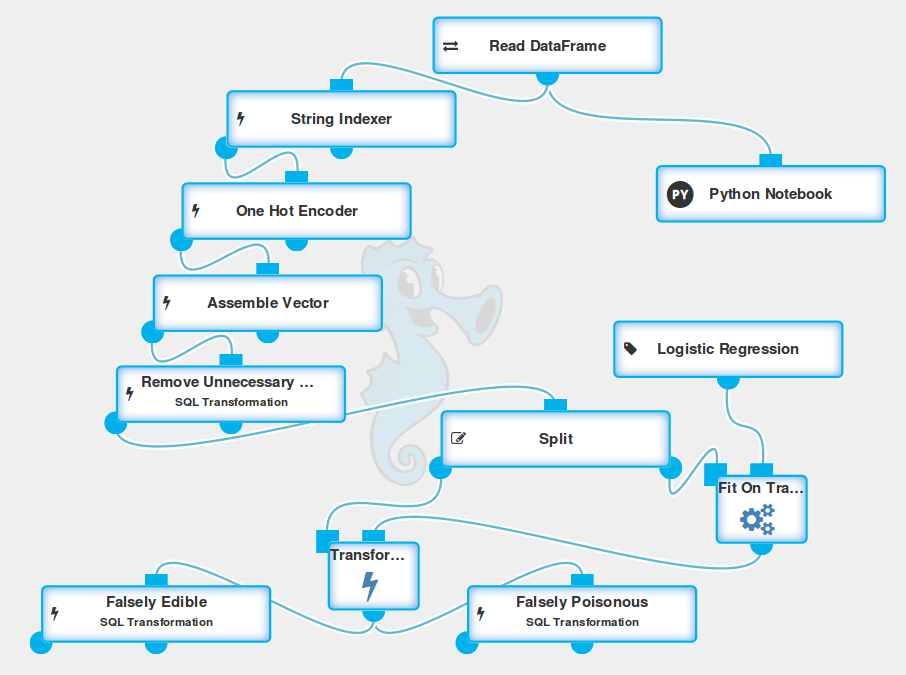 Read DataFrame
String Indexer
PY Python Notebook
One Hot Encoder
Assemble Vector
Logistic Regression
Remove Unnecessary ...
SQL Transformation
Split
Fit On Tra...
Transfor...
Falsely Edible
SQL Transformation
Falsely Poisonous
SQL Transformation